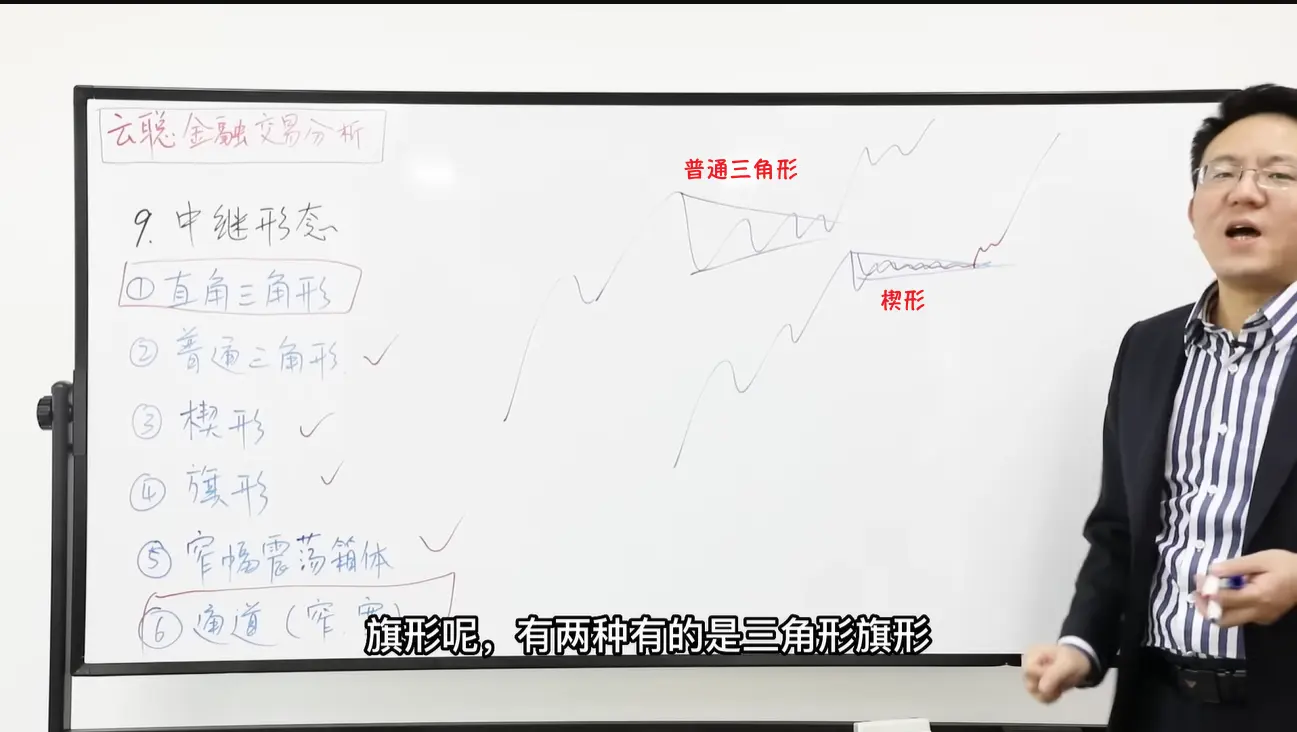 云聪金融交易分析
9. 中继形态
① 直角三角形
② 普通三角形
③ 楔形
④ 旗形
⑤ 窄幅震荡箱体
⑥ 通道（窄.宽）
普通三角形
楔形
旗形呢，有两种有的是三角形旗形